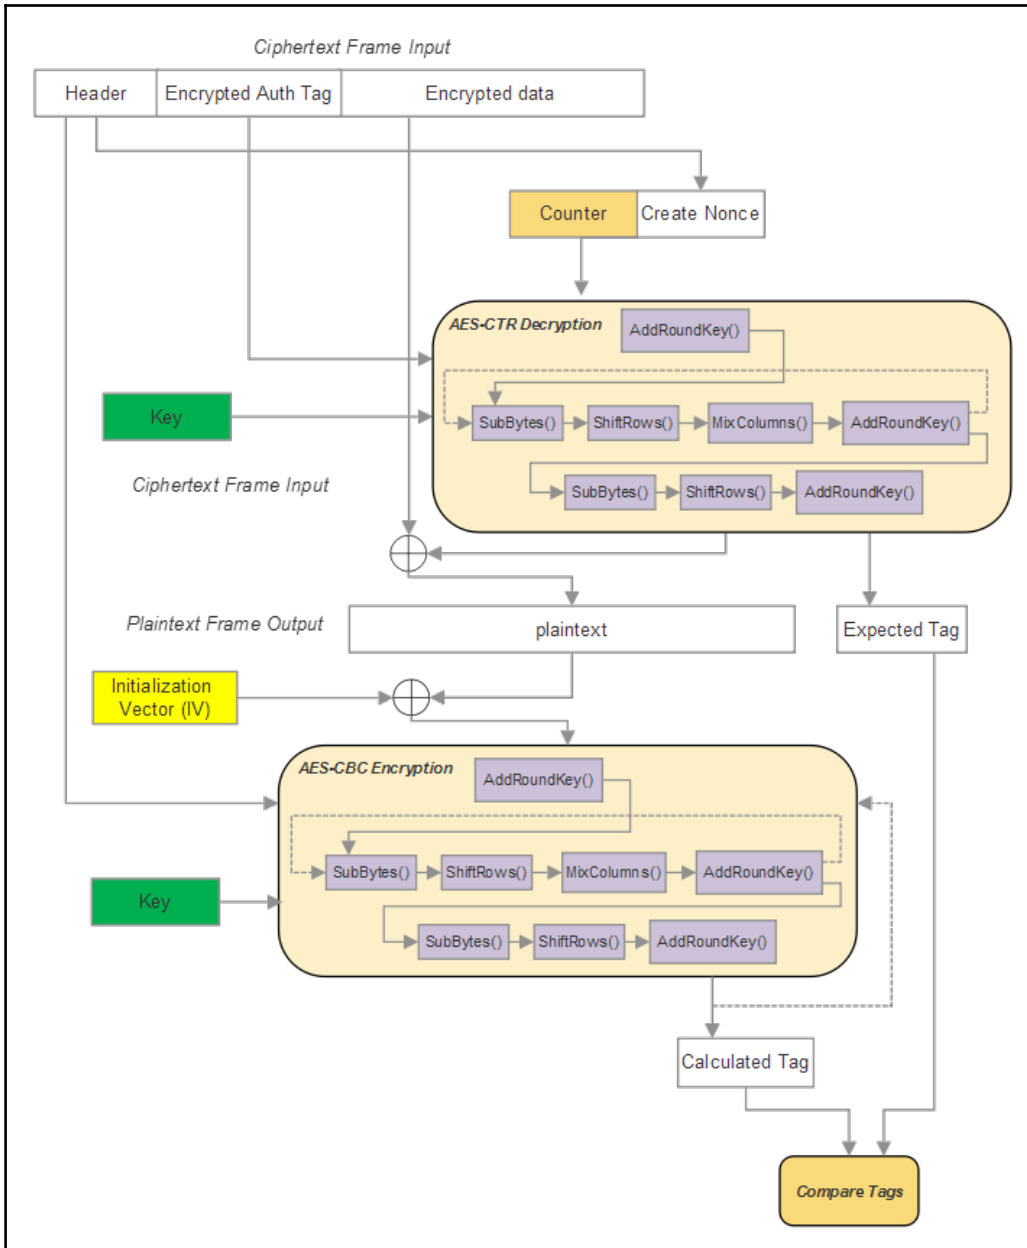 Ciphertext Frame Input
Header
Encrypted Auth Tag
Encrypted data
Counter
Create Nonce
AES-CTR Decryption
AddRoundKey()
SubBytes()
ShiftRows()
MixColumns()
AddRoundKey()
Key
Ciphertext Frame Input
SubBytes()
ShiftRows()
AddRoundKey()
Plaintext Frame Output
plaintext
Expected Tag
Initialization
Vector (IV)
AES-CBC Encryption
AddRoundKey()
SubBytes()
ShiftRows()
MixColumns()
AddRoundKey()
Key
SubBytes()
ShiftRows()
AddRoundKey()
Calculated Tag
Compare Tags